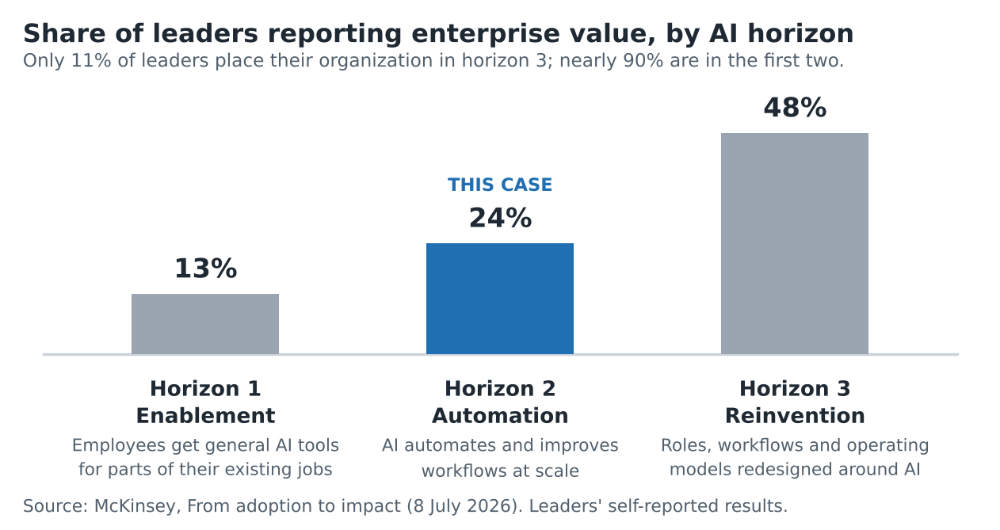 Share of leaders reporting enterprise value, by AI horizon
Only 11% of leaders place their organization in horizon 3; nearly 90% are in the first two.
48%
THIS CASE
24%
13%
Horizon 1
Enablement
Employees get general AI tools
for parts of their existing jobs
Horizon 2
Automation
AI automates and improves
workflows at scale
Horizon 3
Reinvention
Roles, workflows and operating
models redesigned around AI
Source: McKinsey, From adoption to impact (8 July 2026). Leaders' self-reported results.